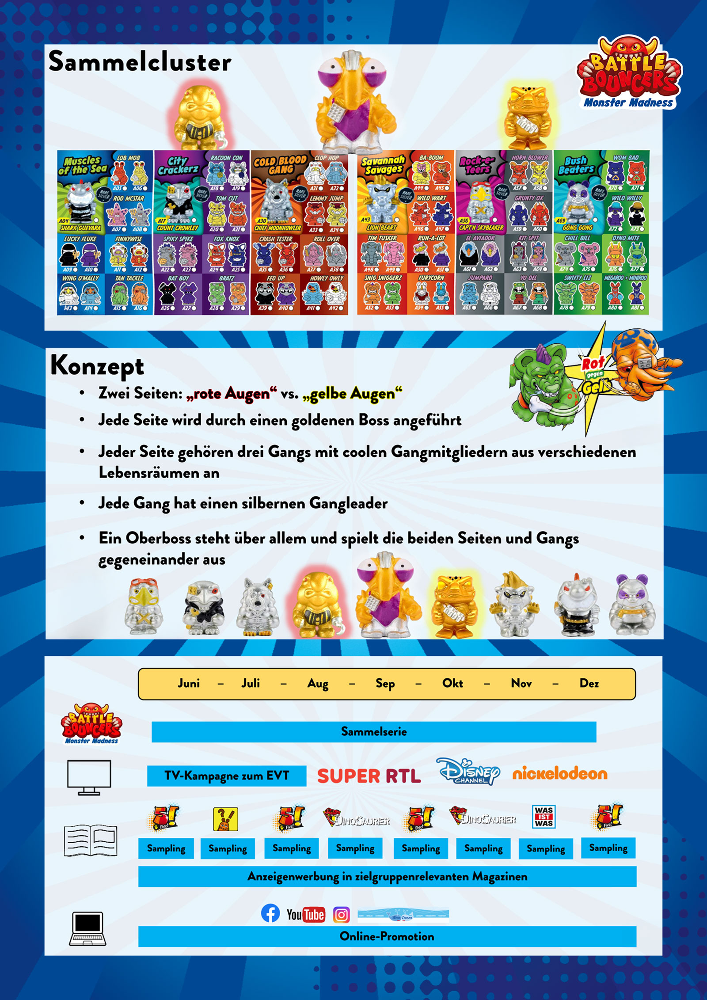 Sammelcluster
BATTLE
BOUNCERS
Monster Madness
Muscles
of the Sea
RARE
SILVER
A04
SHARK GUEVARA
LOB MOB
A05 A06
ROD MCSTAR
A07 A08
LUCKY FLUKE
A09 A10
FINNYWISE
A11 A12
WING O'MALLY
A13 A14
TAN TACKLE
A15 A16
City
Crackerz
RARE
SILVER
A17
COUNT CROWLEY
RACOON CON
A18 A19
TOM CUT
A20 A21
SPIKY SPIKE
A22 A23
FOX KNOX
A24 A25
BAT BOY
A26 A27
BRATZ
A28 A29
COLD BLOOD
GANG
RARE
SILVER
A30
CHIEF MOONHOWLER
CLOP HOP
A31 A32
LEMMY JUMP
A33 A34
CRASH TESTER
A35 A36
ROLL OVER
A37 A38
FED UP
A39 A40
HOWLY OWLY
A41 A42
Savannah
Savages
RARE
SILVER
A43
LION BEART
BA-BOOM
A44 A45
WILD WART
A46 A47
TIM TUSKER
A48 A49
RUN-A-LOT
A50 A51
SNIG SNIGGERZ
A52 A53
FURYCORN
A54 A55
Rock-e-
Teers
RARE
SILVER
A56
CAPT'N SKYBEAKER
HORN BLOWER
A57 A58
GRUNTY OX
A59 A60
EL AVIADOR
A61 A62
KIT SPIT
A63 A64
JUMPARD
A65 A66
YO DEL
A67 A68
Bush
Beaters
RARE
SILVER
A69
GÔNG GONG
WOM BAD
A70 A71
WILD WILLY
A72 A73
CHILL BILL
A74 A75
DYNO MITE
A76 A77
SWIFTY LIZ
A78 A79
MEGAROO + MINIROO
A80 A81
Konzept
Rot
gegen
Gelb
• Zwei Seiten: „rote Augen“ vs. „gelbe Augen“
• Jede Seite wird durch einen goldenen Boss angeführt
• Jeder Seite gehören drei Gangs mit coolen Gangmitgliedern aus verschiedenen
Lebensräumen an
• Jede Gang hat einen silbernen Gangleader
• Ein Oberboss steht über allem und spielt die beiden Seiten und Gangs
gegeneinander aus
Juni – Juli – Aug – Sep – Okt – Nov – Dez
BATTLE
BOUNCERS
Monster Madness
Sammelserie
TV-Kampagne zum EVT
SUPER RTL
Disney
CHANNEL
nickelodeon
5! Five!
?!
5! Five!
DINOSAURIER
5! Five!
DINOSAURIER
WAS
IST
WAS
5! Five!
Sampling Sampling Sampling Sampling Sampling Sampling Sampling Sampling
Anzeigenwerbung in zielgruppenrelevanten Magazinen
f YouTube
Blue Ocean
Online-Promotion